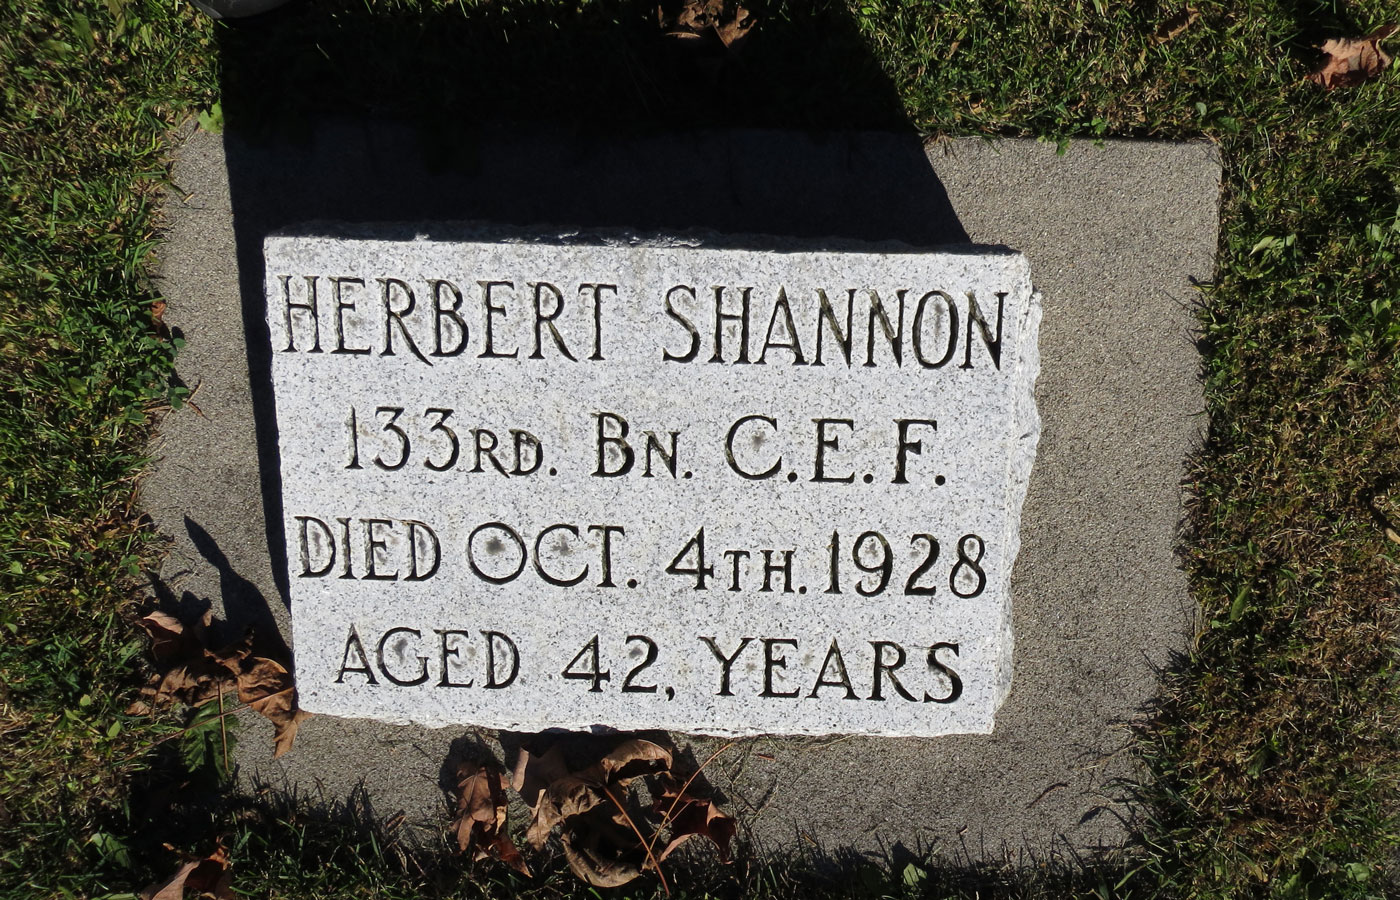 HERBERT SHANNON
133RD. BN. C.E.F.
DIED OCT. 4TH. 1928
AGED 42, YEARS